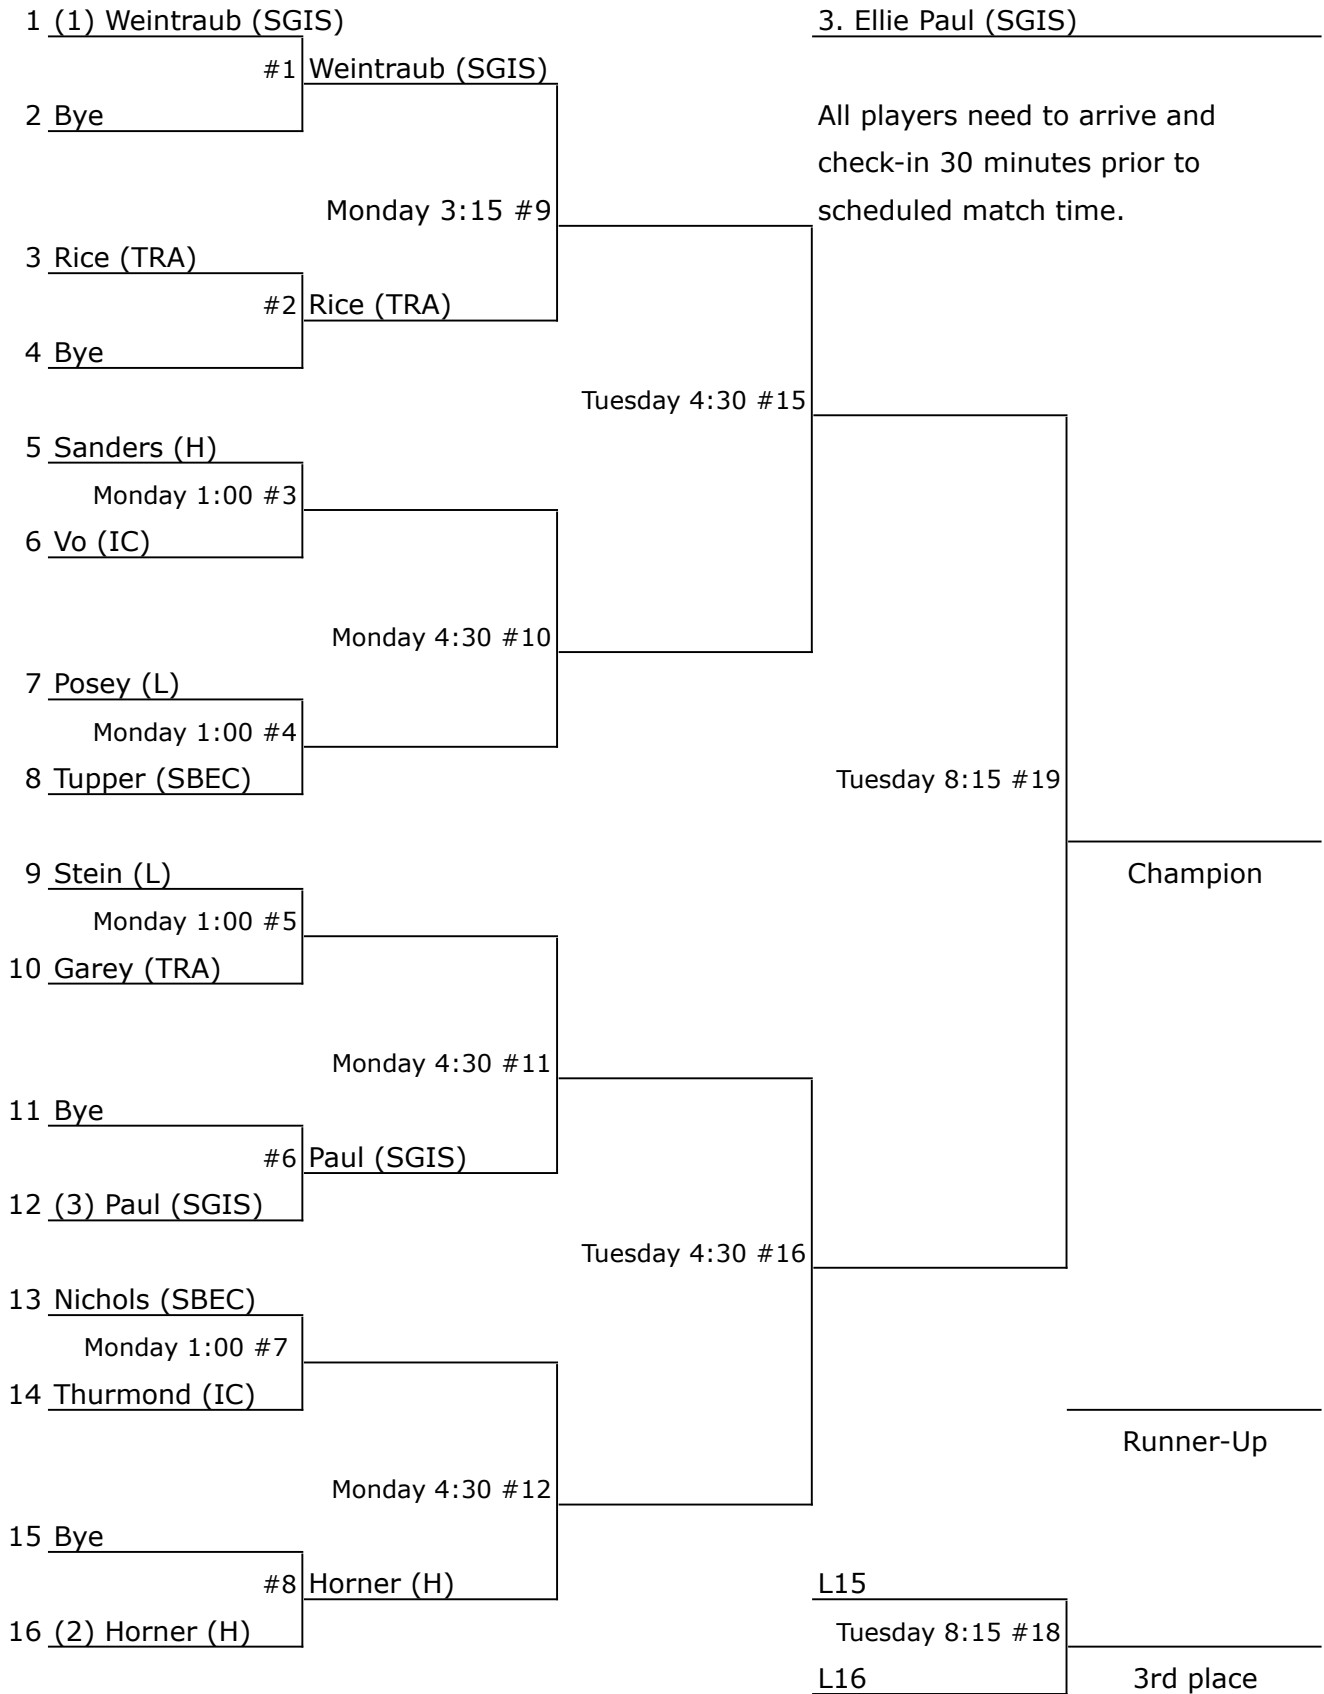 1 (1) Weintraub (SGIS)
3. Ellie Paul (SGIS)
#1 Weintraub (SGIS)
2 Bye
All players need to arrive and
check-in 30 minutes prior to
Monday 3:15 #9
scheduled match time.
3 Rice (TRA)
#2 Rice (TRA)
4 Bye
Tuesday 4:30 #15
5 Sanders (H)
Monday 1:00 #3
6 Vo (IC)
Monday 4:30 #10
7 Posey (L)
Monday 1:00 #4
8 Tupper (SBEC)
Tuesday 8:15 #19
9 Stein (L)
Champion
Monday 1:00 #5
10 Garey (TRA)
Monday 4:30 #11
11 Bye
#6 Paul (SGIS)
12 (3) Paul (SGIS)
Tuesday 4:30 #16
13 Nichols (SBEC)
Monday 1:00 #7
14 Thurmond (IC)
Runner-Up
Monday 4:30 #12
15 Bye
#8 Horner (H)
L15
16 (2) Horner (H)
Tuesday 8:15 #18
L16
3rd place